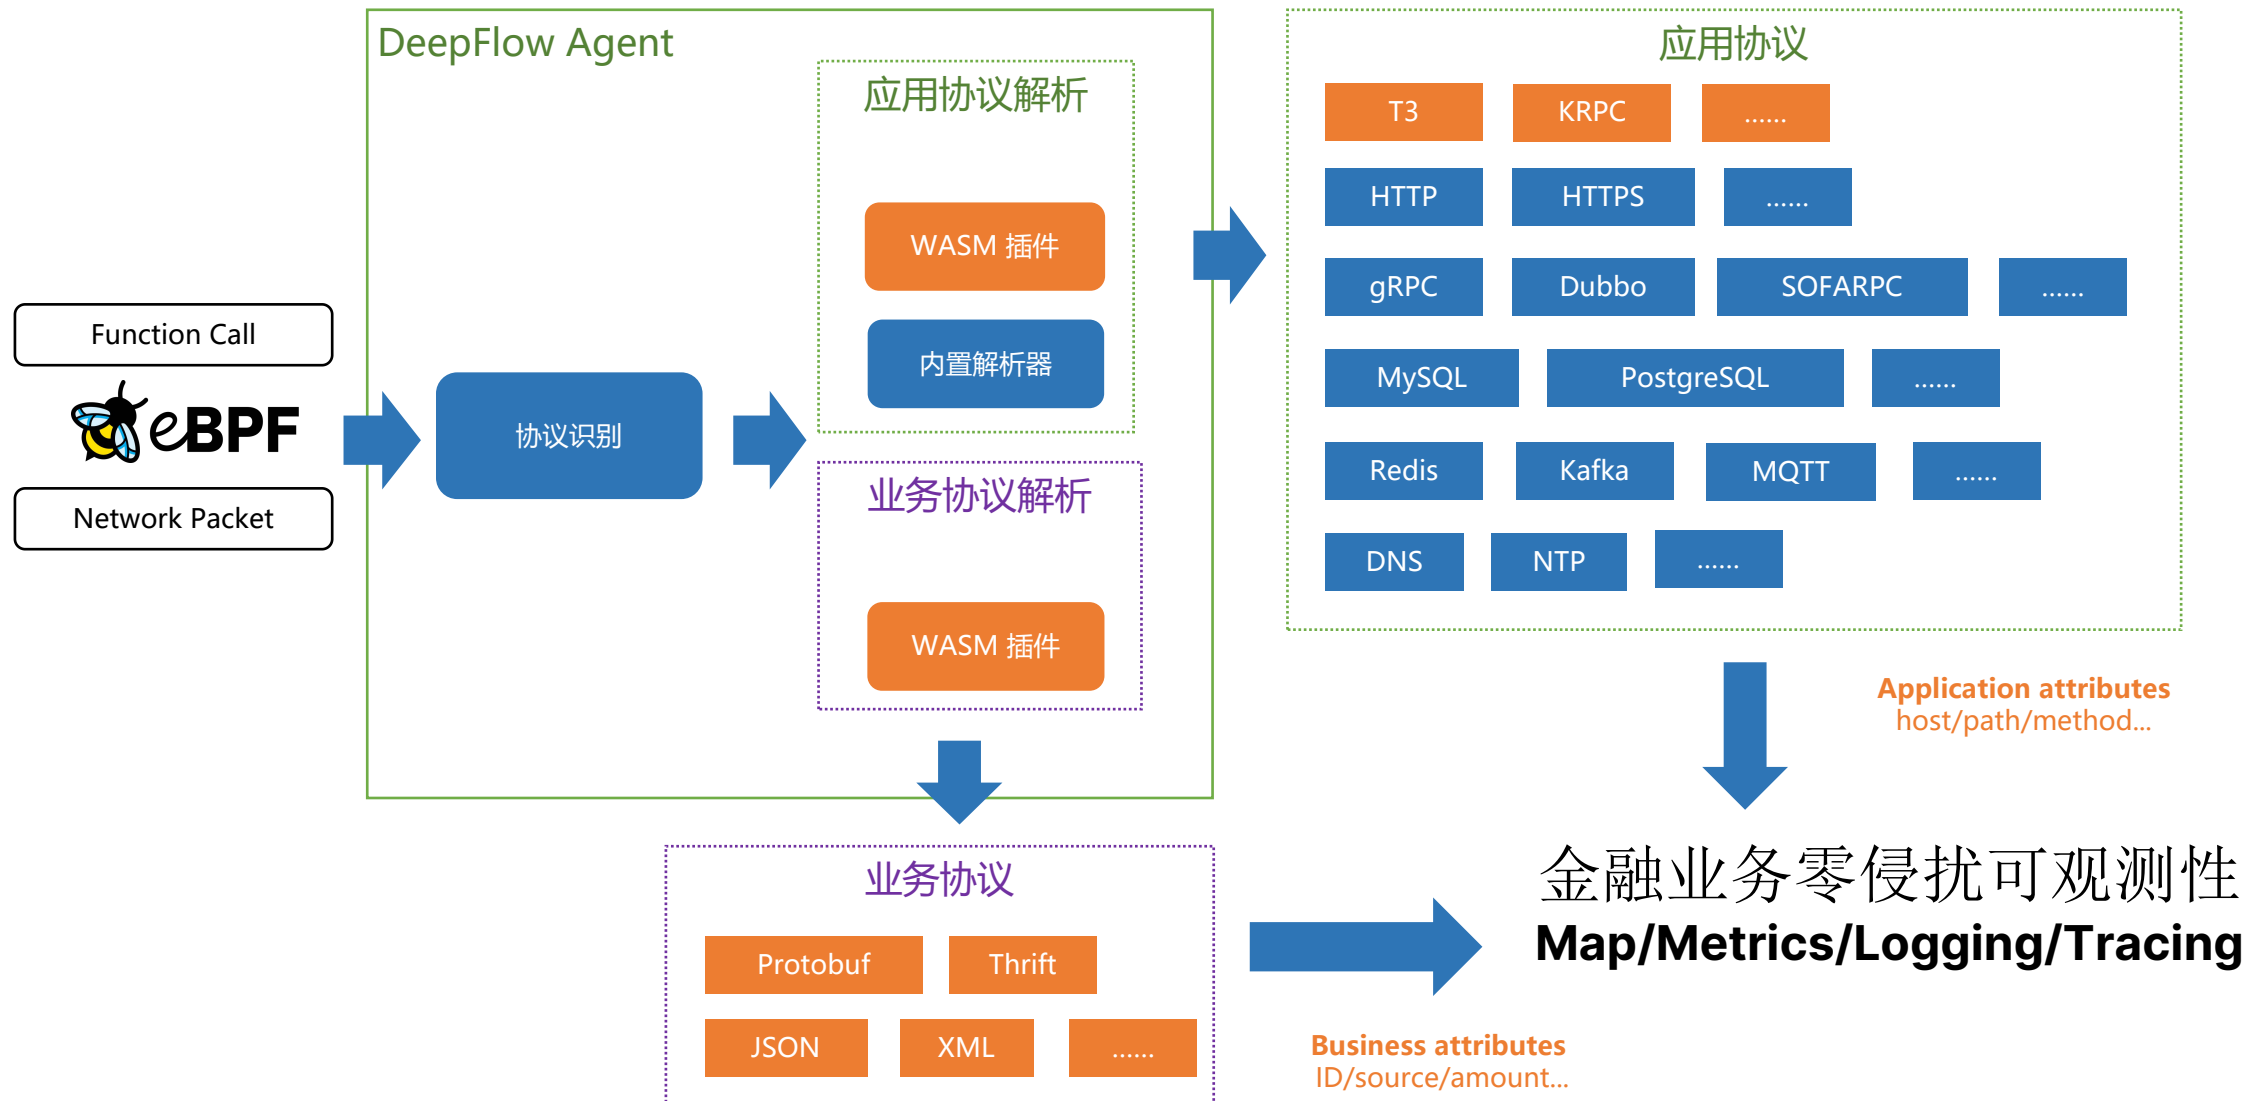 DeepFlow Agent
Function Call
eBPF
Network Packet
协议识别
应用协议解析
WASM 插件
内置解析器
业务协议解析
WASM 插件
应用协议
T3 KRPC ......
HTTP HTTPS ......
gRPC Dubbo SOFARPC ......
MySQL PostgreSQL ......
Redis Kafka MQTT ......
DNS NTP ......
Application attributes
host/path/method...
业务协议
Protobuf Thrift
JSON XML ......
Business attributes
ID/source/amount...
金融业务零侵扰可观测性
Map/Metrics/Logging/Tracing